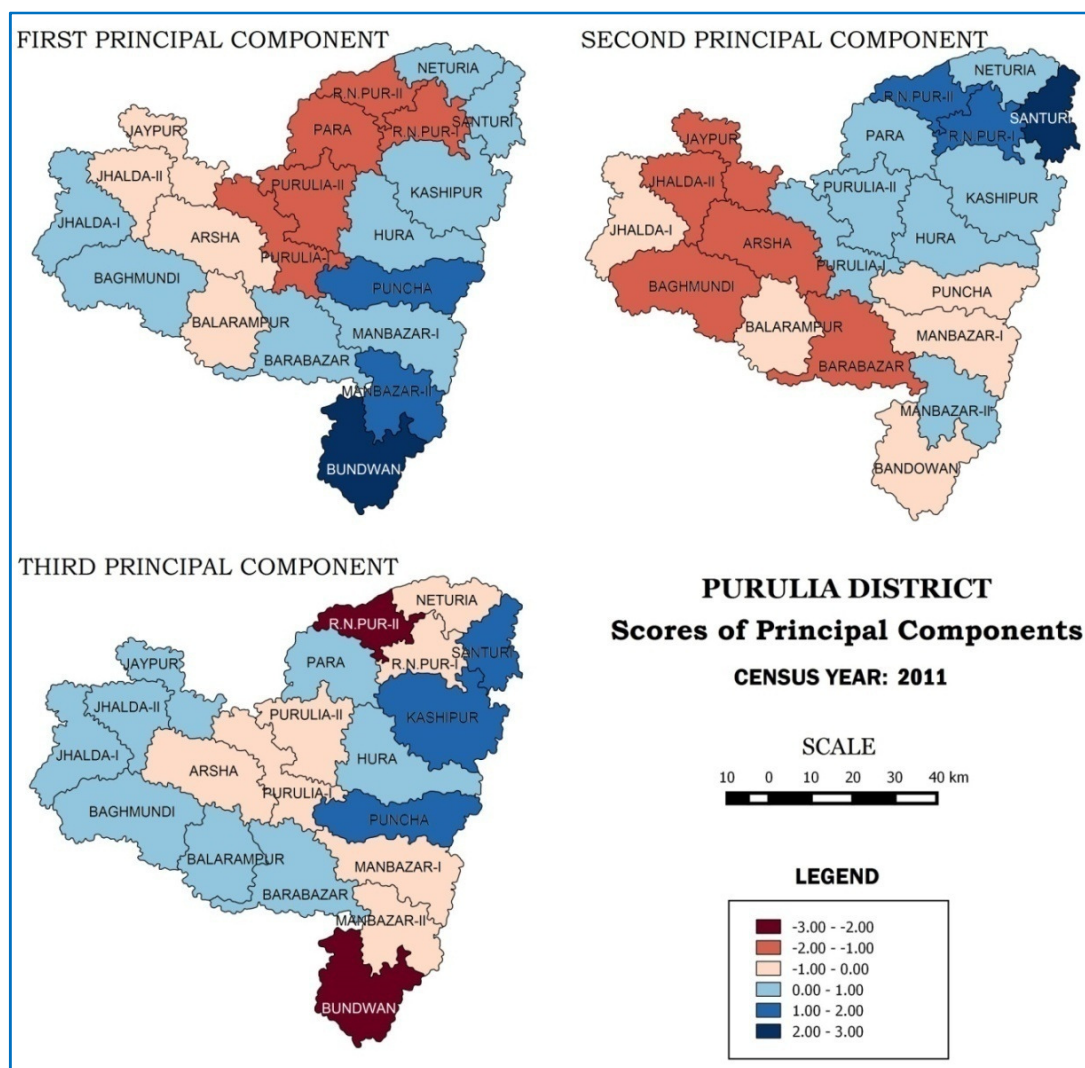 FIRST PRINCIPAL COMPONENT
NETURIA
R.N.PUR-II
SANTURI
PARA
R.N.PUR-I
JAYPUR
JHALDA-II
PURULIA-II
KASHIPUR
JHALDA-I
ARSHA
HURA
PURULIA-I
BAGHMUNDI
PUNCHA
BALARAMPUR
MANBAZAR-I
BARABAZAR
MANBAZAR-II
BUNDWAN
SECOND PRINCIPAL COMPONENT
NETURIA
R.N.PUR-II
SANTURI
PARA
R.N.PUR-I
JAYPUR
JHALDA-II
PURULIA-II
KASHIPUR
JHALDA-I
ARSHA
HURA
PURULIA-I
BAGHMUNDI
PUNCHA
BALARAMPUR
MANBAZAR-I
BARABAZAR
MANBAZAR-II
BANDOWAN
THIRD PRINCIPAL COMPONENT
NETURIA
R.N.PUR-II
SANTURI
PARA
R.N.PUR-I
JAYPUR
JHALDA-II
PURULIA-II
KASHIPUR
JHALDA-I
ARSHA
HURA
PURULIA-I
BAGHMUNDI
PUNCHA
BALARAMPUR
MANBAZAR-I
BARABAZAR
MANBAZAR-II
BUNDWAN
PURULIA DISTRICT
Scores of Principal Components
CENSUS YEAR: 2011
SCALE
10 0 10 20 30 40 km
LEGEND
-3.00 - -2.00
-2.00 - -1.00
-1.00 - 0.00
0.00 - 1.00
1.00 - 2.00
2.00 - 3.00